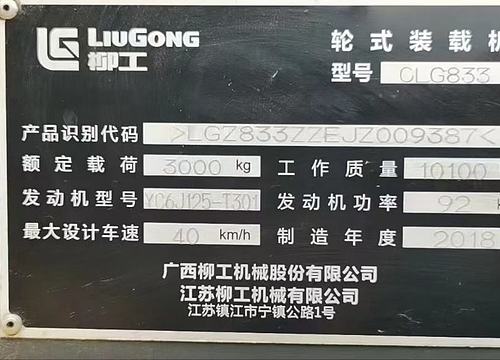 LIUGONG
柳工
轮式装载机
型号 CLG833
产品识别代码 >LGZ833ZZEJZ009387<
额定载荷 3000 kg 工作质量 10100
发动机型号 YC6J125-T301 发动机功率 92 kW
最大设计车速 40 km/h 制造年度 2018
广西柳工机械股份有限公司
江苏柳工机械有限公司
江苏镇江市宁镇公路1号